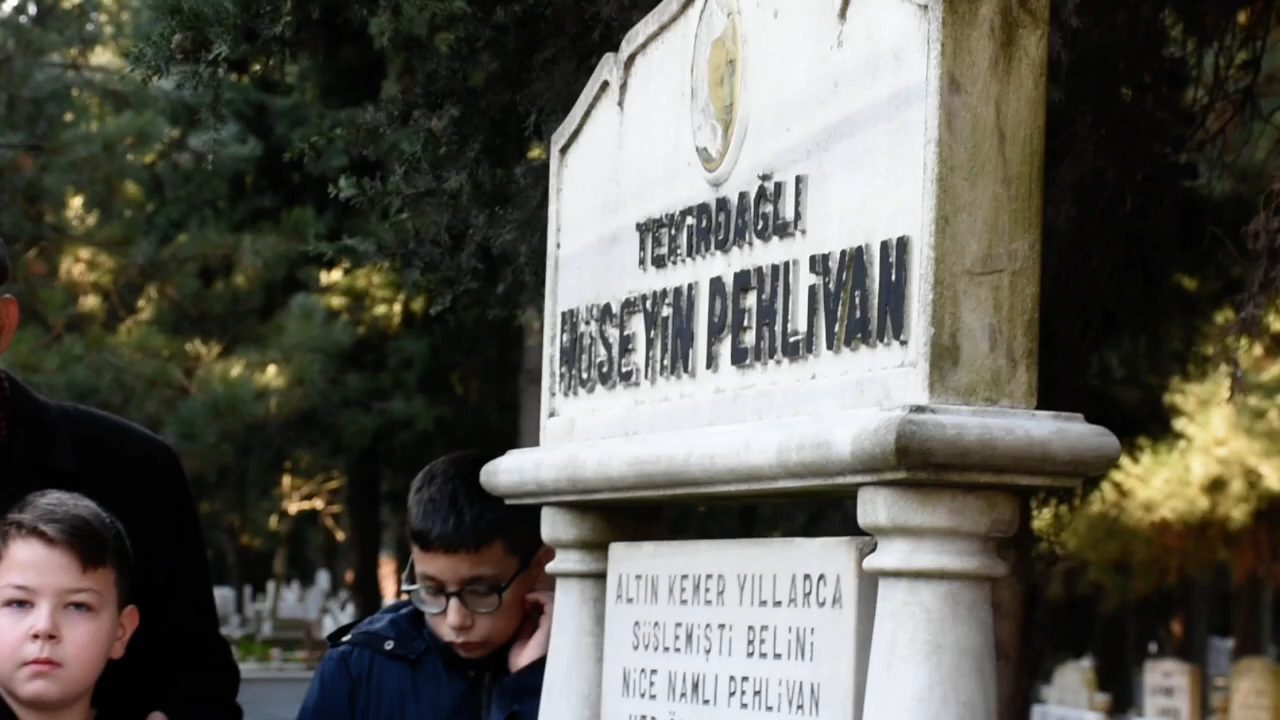 TEKİRDAĞLI
HÜSEYİN PEHLİVAN
ALTIN KEMER YILLARCA
SÜSLEMİŞTİ BELİNİ
NİCE NAMLI PEHLİVAN